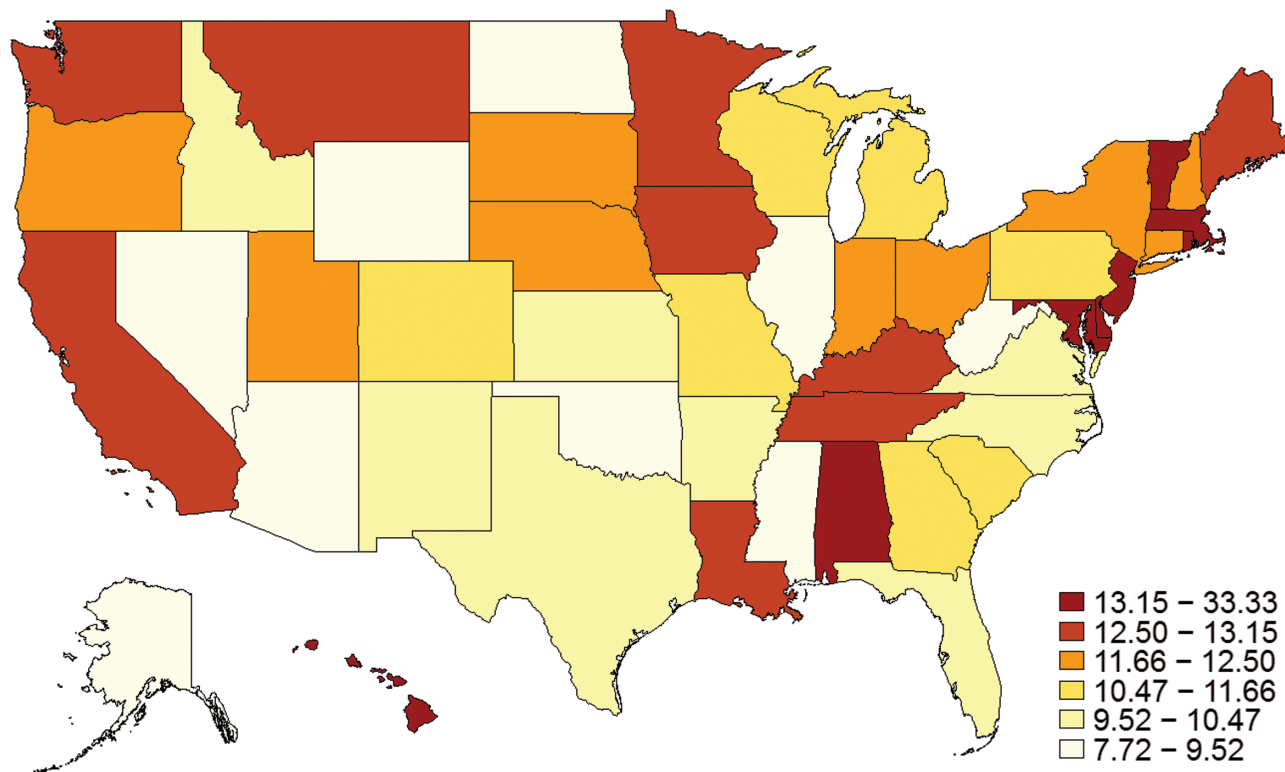 13.15 – 33.33
12.50 – 13.15
11.66 – 12.50
10.47 – 11.66
9.52 – 10.47
7.72 – 9.52